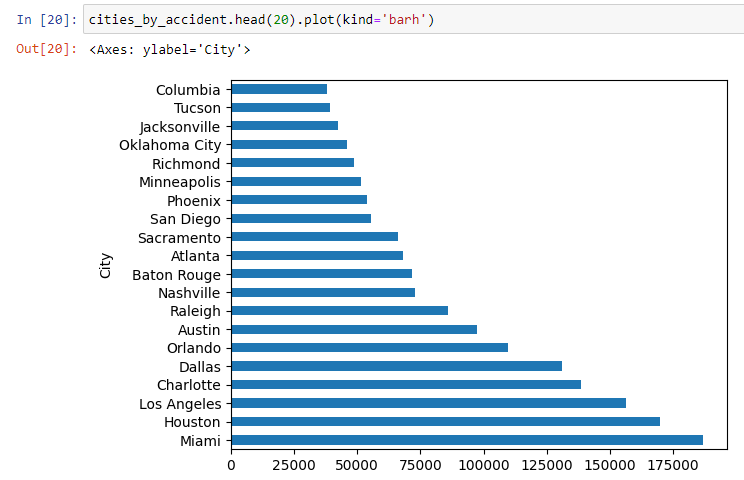 In [20]: cities_by_accident.head(20).plot(kind='barh')
Out[20]: <Axes: ylabel='City'>
Columbia
Tucson
Jacksonville
Oklahoma City
Richmond
Minneapolis
Phoenix
San Diego
Sacramento
Atlanta
City
Baton Rouge
Nashville
Raleigh
Austin
Orlando
Dallas
Charlotte
Los Angeles
Houston
Miami
0 25000 50000 75000 100000 125000 150000 175000